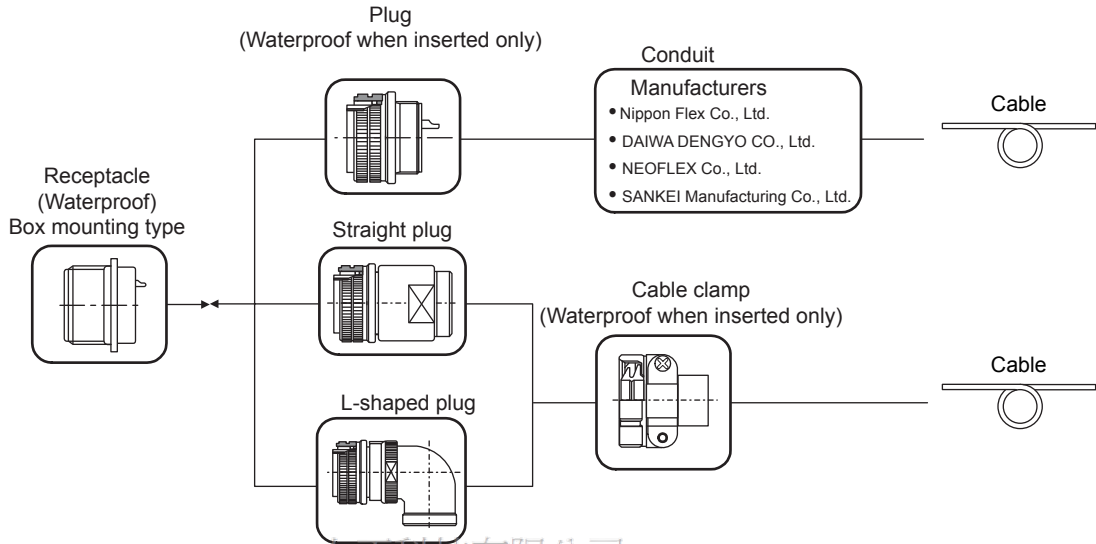 Plug
(Waterproof when inserted only)
Conduit
Manufacturers
• Nippon Flex Co., Ltd.
• DAIWA DENGYO CO., Ltd.
• NEOFLEX Co., Ltd.
• SANKEI Manufacturing Co., Ltd.
Cable
Receptacle
(Waterproof)
Box mounting type
Straight plug
Cable clamp
(Waterproof when inserted only)
Cable
L-shaped plug